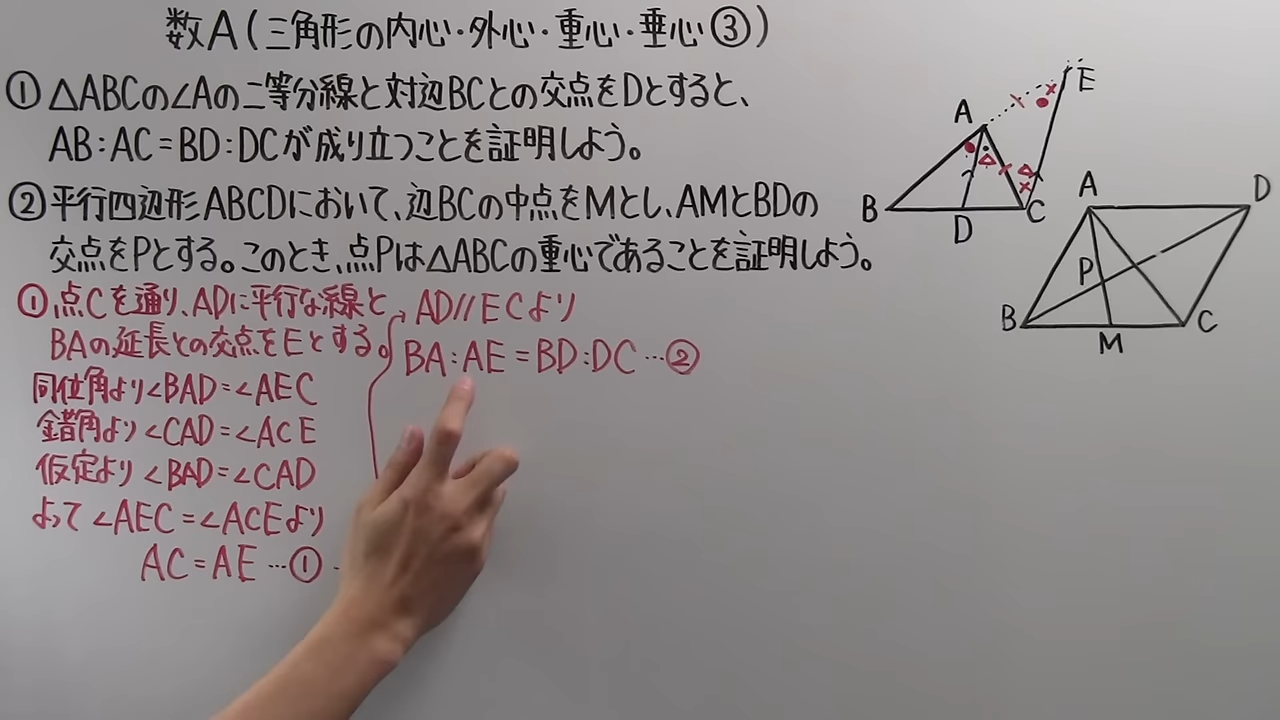 数A(三角形の内心・外心・重心・垂心③)
①△ABCの∠Aの二等分線と対辺BCとの交点をDとすると、
AB:AC=BD:DCが成り立つことを証明しよう。
②平行四辺形ABCDにおいて、辺BCの中点をMとし、AMとBDの
交点をPとする。このとき、点Pは△ABCの重心であることを証明しよう。
①点Cを通り、ADに平行な線と
BAの延長との交点をEとする。
同位角より∠BAD=∠AEC
錯角より∠CAD=∠ACE
仮定より∠BAD=∠CAD
よって∠AEC=∠ACEより
AC=AE…①
AD//ECより
BA:AE=BD:DC…②
A
B
C
D
E
A
B
C
D
M
P